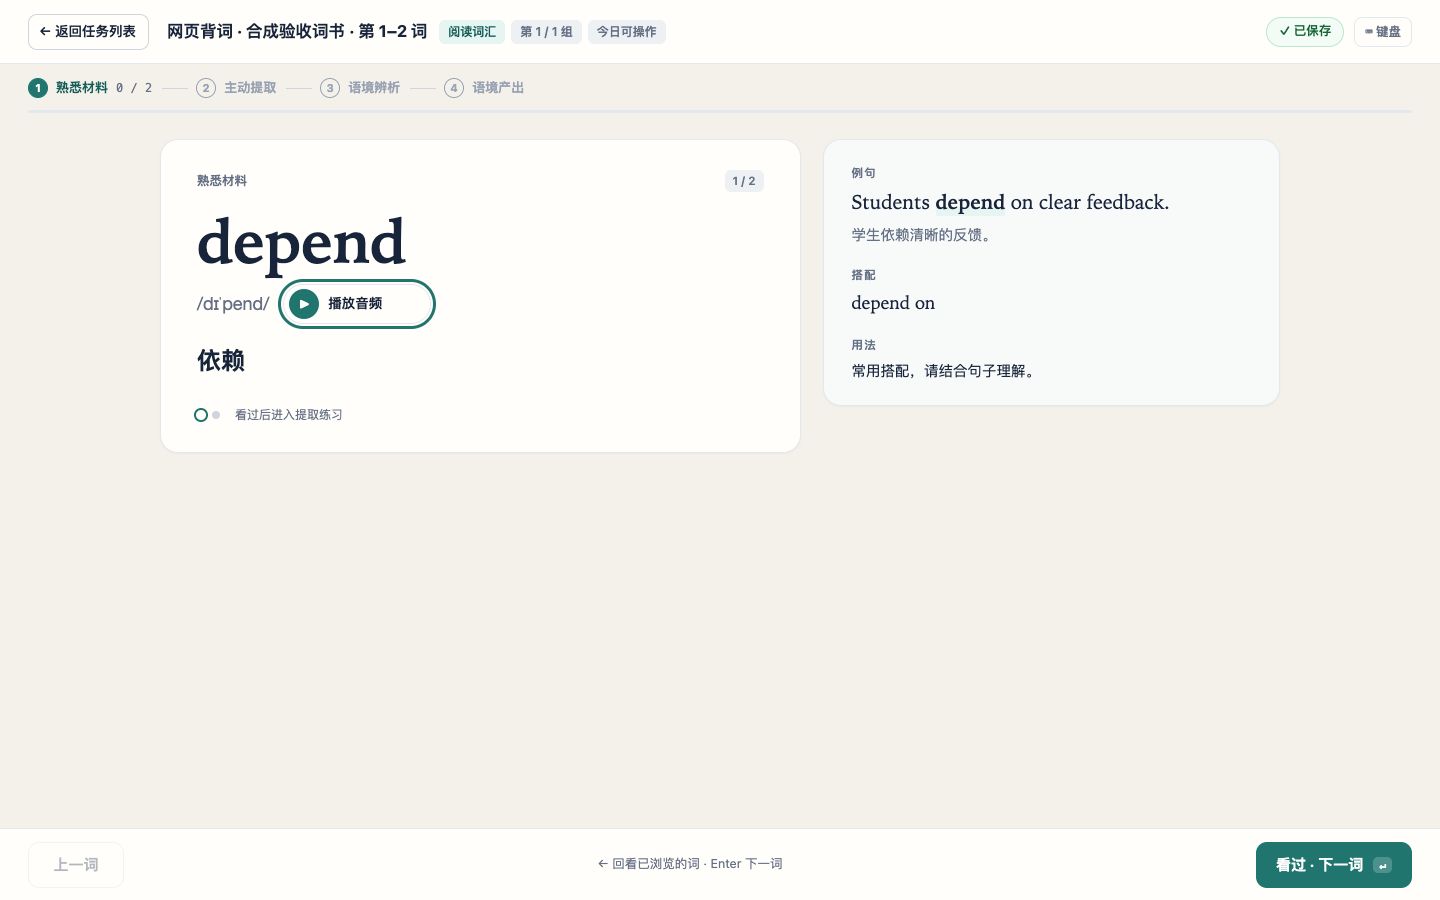 ← 返回任务列表
网页背词 · 合成验收词书 · 第 1–2 词
阅读词汇
第 1 / 1 组
今日可操作
✓ 已保存
键盘
1 熟悉材料 0 / 2
2 主动提取
3 语境辨析
4 语境产出
熟悉材料
1 / 2
depend
/dɪˈpend/
播放音频
依赖
看过后进入提取练习
例句
Students depend on clear feedback.
学生依赖清晰的反馈。
搭配
depend on
用法
常用搭配，请结合句子理解。
上一词
← 回看已浏览的词 · Enter 下一词
看过 · 下一词 ↵